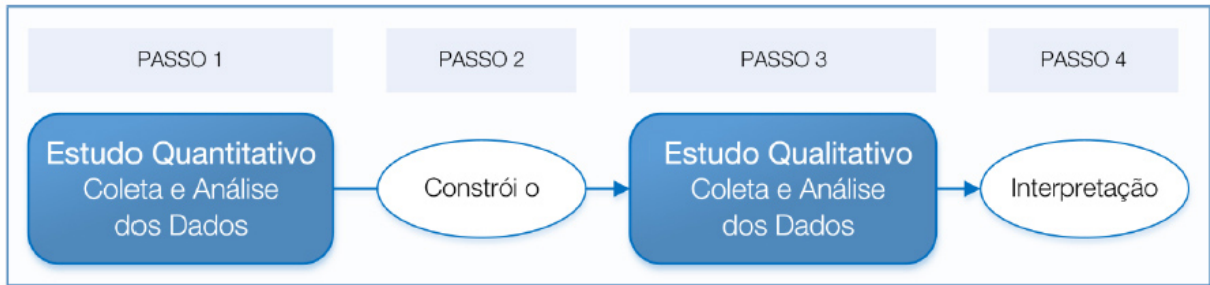 PASSO 1
PASSO 2
PASSO 3
PASSO 4
Estudo Quantitativo
Coleta e Análise
dos Dados
Constrói o
Estudo Qualitativo
Coleta e Análise
dos Dados
Interpretação